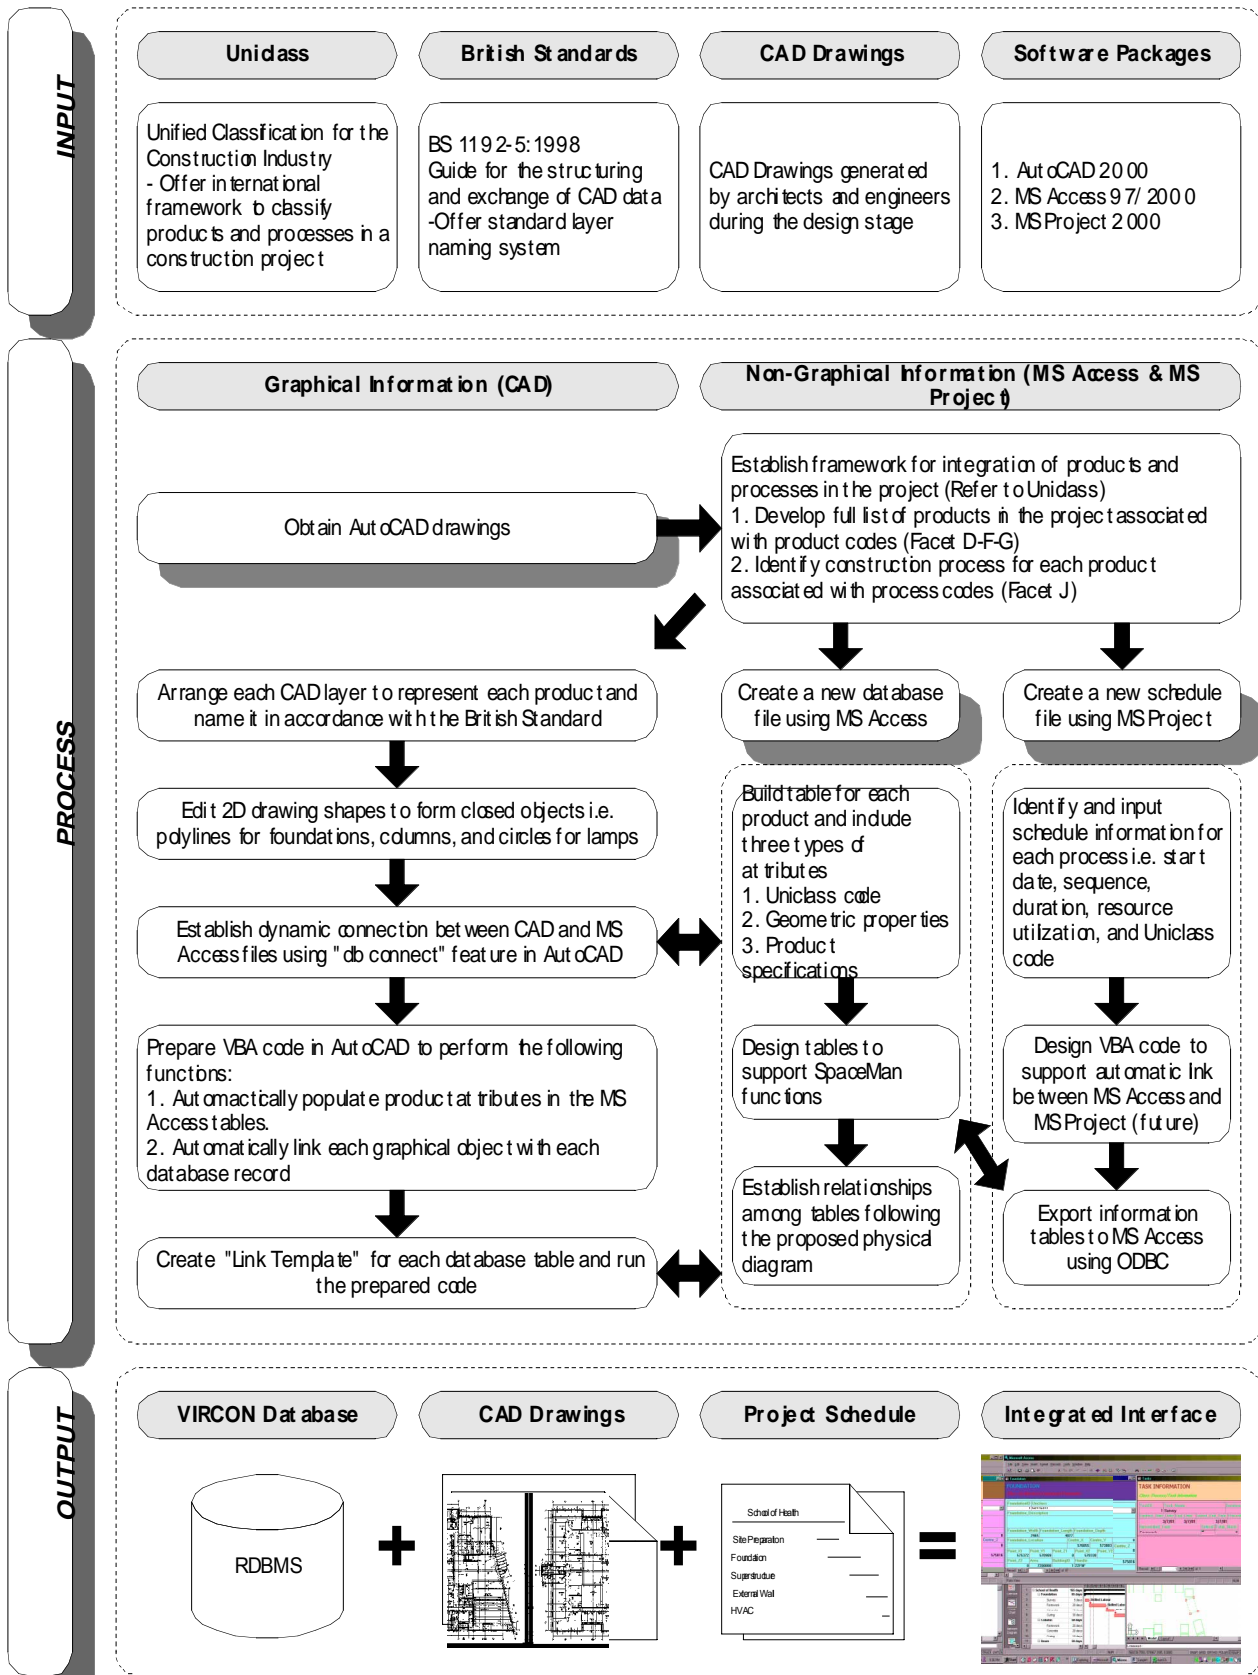 INPUT
Uniclass
British Standards
CAD Drawings
Software Packages
Unified Classification for the
Construction Industry
- Offer international
framework to classify
products and processes in a
construction project
BS 1192-5:1998
Guide for the structuring
and exchange of CAD data
-Offer standard layer
naming system
CAD Drawings generated
by architects and engineers
during the design stage
1. AutoCAD 2000
2. MS Access 97/2000
3. MS Project 2000
PROCESS
Graphical Information (CAD)
Non-Graphical Information (MS Access & MS
Project)
Obtain AutoCAD drawings
Establish framework for integration of products and
processes in the project (Refer to Uniclass)
1. Develop full list of products in the project associated
with product codes (Facet D-F-G)
2. Identify construction process for each product
associated with process codes (Facet J)
Arrange each CAD layer to represent each product and
name it in accordance with the British Standard
Create a new database
file using MS Access
Create a new schedule
file using MS Project
Edit 2D drawing shapes to form closed objects i.e.
polylines for foundations, columns, and circles for lamps
Build table for each
product and include
three types of
attributes
1. Uniclass code
2. Geometric properties
3. Product
specifications
Identify and input
schedule information for
each process i.e. start
date, sequence,
duration, resource
utilization, and Uniclass
code
Establish dynamic connection between CAD and MS
Access files using "db connect" feature in AutoCAD
Prepare VBA code in AutoCAD to perform the following
functions:
1. Automactically populate product attributes in the MS
Access tables.
2. Automatically link each graphical object with each
database record
Design tables to
support SpaceMan
functions
Design VBA code to
support automatic link
between MS Access and
MS Project (future)
Establish relationships
among tables following
the proposed physical
diagram
Export information
tables to MS Access
using ODBC
Create "Link Template" for each database table and run
the prepared code
OUTPUT
VIRCON Database
CAD Drawings
Project Schedule
Integrated Interface
RDBMS
+
+
School of Health
Site Preparation
Foundation
Superstructure
External Wall
HVAC
=
TASK INFORMATION